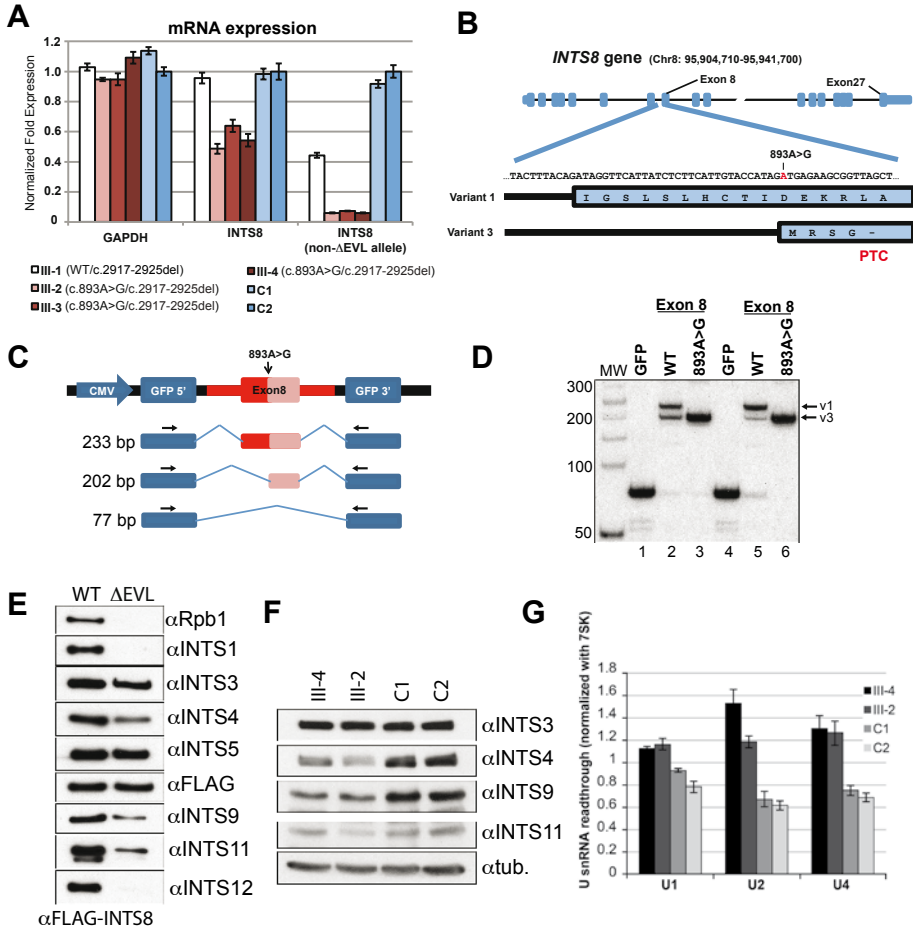 A
mRNA expression
Normalized Fold Expression
1.2
1.0
0.8
0.6
0.4
0.2
0
GAPDH
INTS8
INTS8
(non-ΔEVL allele)
III-1 (WT/c.2917-2925del)
III-2 (c.893A>G/c.2917-2925del)
III-3 (c.893A>G/c.2917-2925del)
III-4 (c.893A>G/c.2917-2925del)
C1
C2
B
INTS8 gene (Chr8: 95,904,710-95,941,700)
Exon 8
Exon27
893A>G
...TACTTTACAGATAGGTTCATTATCTCTTCATTGTACCATAGATGAGAAGCGGTTAGCT...
Variant 1
I G S L S L H C T I D E K R L A
Variant 3
M R S G -
PTC
C
893A>G
CMV
GFP 5'
Exon8
GFP 3'
233 bp
202 bp
77 bp
D
Exon 8
Exon 8
MW
GFP
WT
893A>G
GFP
WT
893A>G
300
200
100
50
v1
v3
1 2 3 4 5 6
E
WT ΔEVL
αRpb1
αINTS1
αINTS3
αINTS4
αINTS5
αFLAG
αINTS9
αINTS11
αINTS12
αFLAG-INTS8
F
III-4
III-2
C1
C2
αINTS3
αINTS4
αINTS9
αINTS11
αtub.
G
U snRNA readthrough (normalized with 7SK)
1.8
1.6
1.4
1.2
1
0.8
0.6
0.4
0.2
0
U1
U2
U4
III-4
III-2
C1
C2